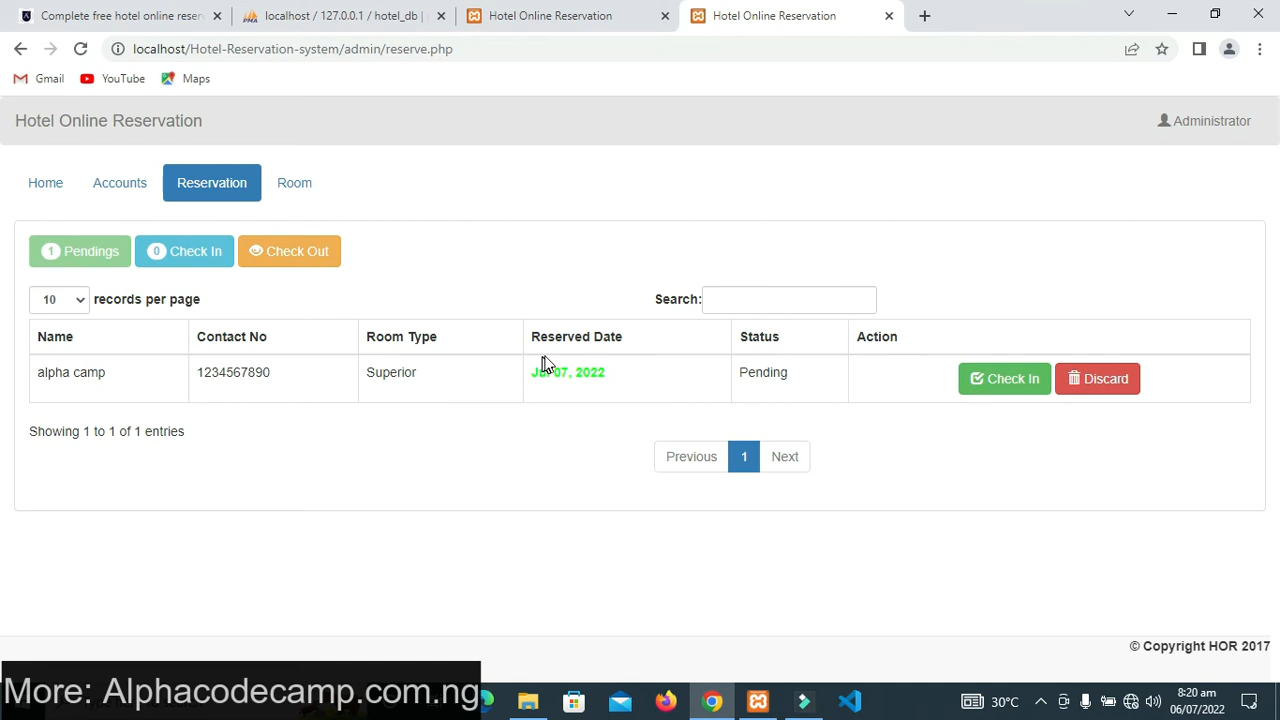 Complete free hotel online reser
localhost / 127.0.0.1 / hotel_db |
Hotel Online Reservation
Hotel Online Reservation
localhost/Hotel-Reservation-system/admin/reserve.php
Gmail
YouTube
Maps
Hotel Online Reservation
Administrator
Home
Accounts
Reservation
Room
1 Pendings
0 Check In
Check Out
10 records per page
Search:
Name
Contact No
Room Type
Reserved Date
Status
Action
alpha camp
1234567890
Superior
07, 2022
Pending
Check In
Discard
Showing 1 to 1 of 1 entries
Previous
1
Next
© Copyright HOR 2017
More: Alphacodecamp.com.ng
30°C
8:20 am
06/07/2022